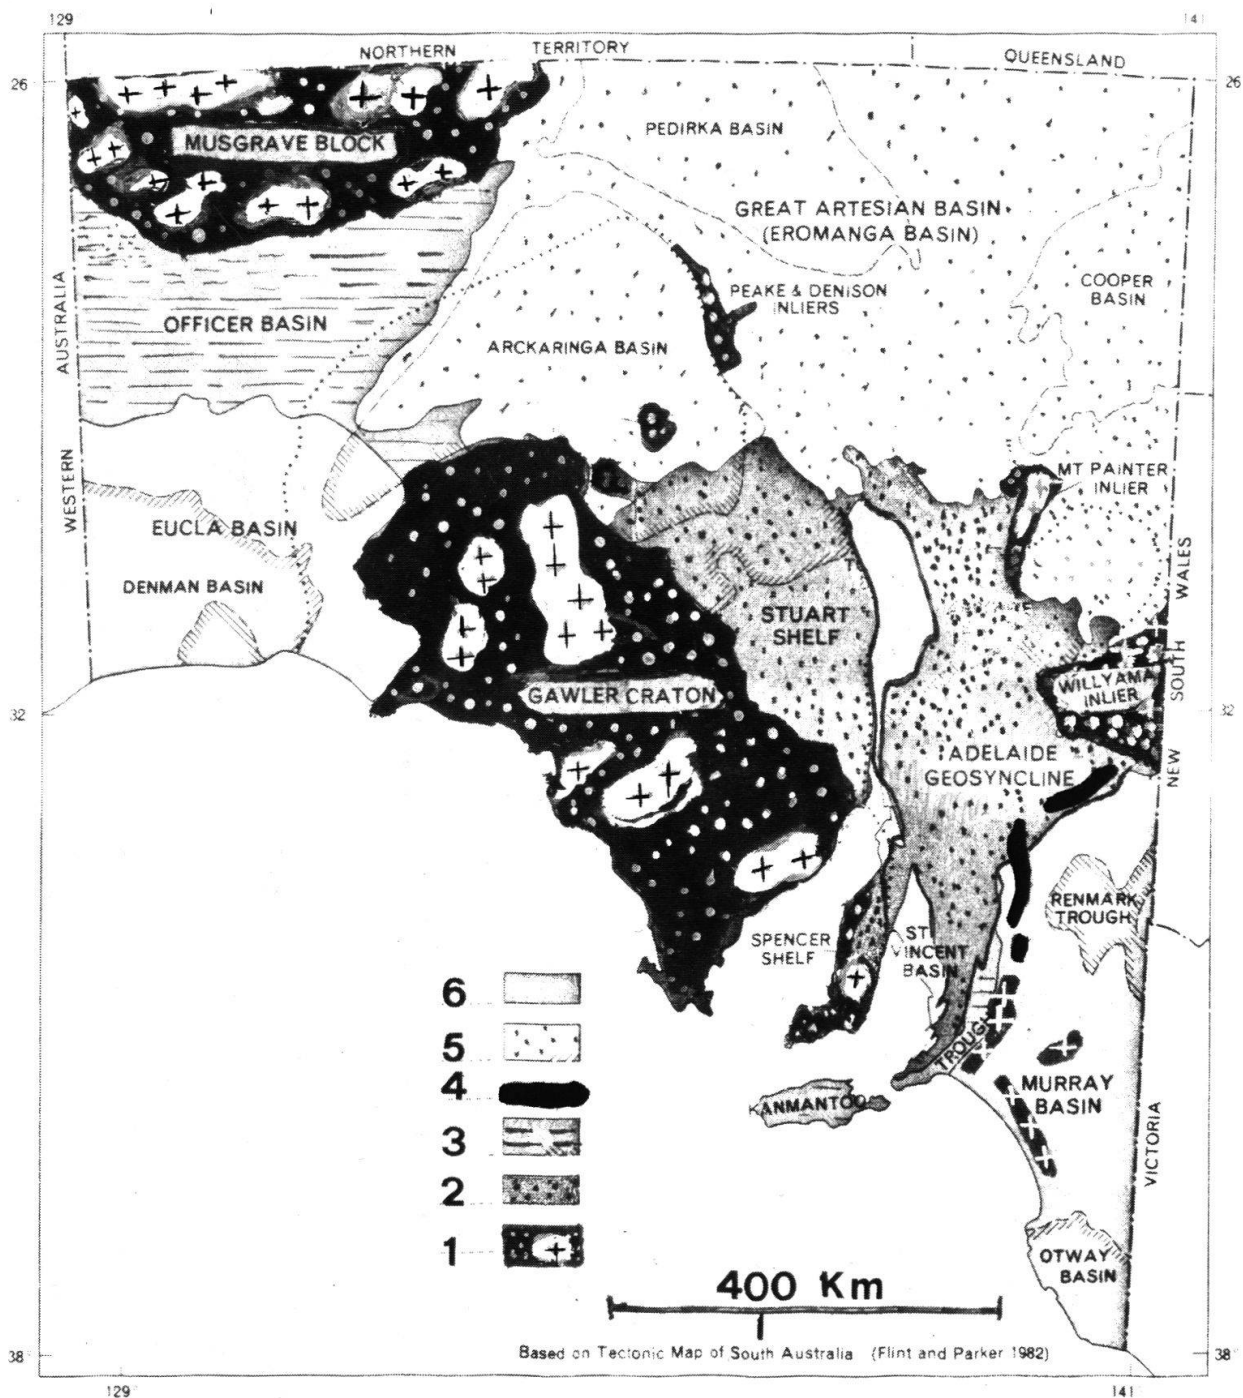 129
141
NORTHERN TERRITORY
QUEENSLAND
26
26
PEDIRKA BASIN
MUSGRAVE BLOCK
GREAT ARTESIAN BASIN
(EROMANGA BASIN)
COOPER
BASIN
PEAKE & DENISON
INLIERS
OFFICER BASIN
ARCKARINGA BASIN
WESTERN AUSTRALIA
MT PAINTER
INLIER
EUCLA BASIN
DENMAN BASIN
STUART
SHELF
NEW SOUTH WALES
WILLYAMA
INLIER
GAWLER CRATON
32
32
ADELAIDE
GEOSYNCLINE
RENMARK
TROUGH
SPENCER
SHELF
ST
VINCENT
BASIN
TROUGH
KANMANTOO
MURRAY
BASIN
VICTORIA
6
5
4
3
2
1
OTWAY
BASIN
400 Km
Based on Tectonic Map of South Australia (Flint and Parker 1982)
38
38
129
141